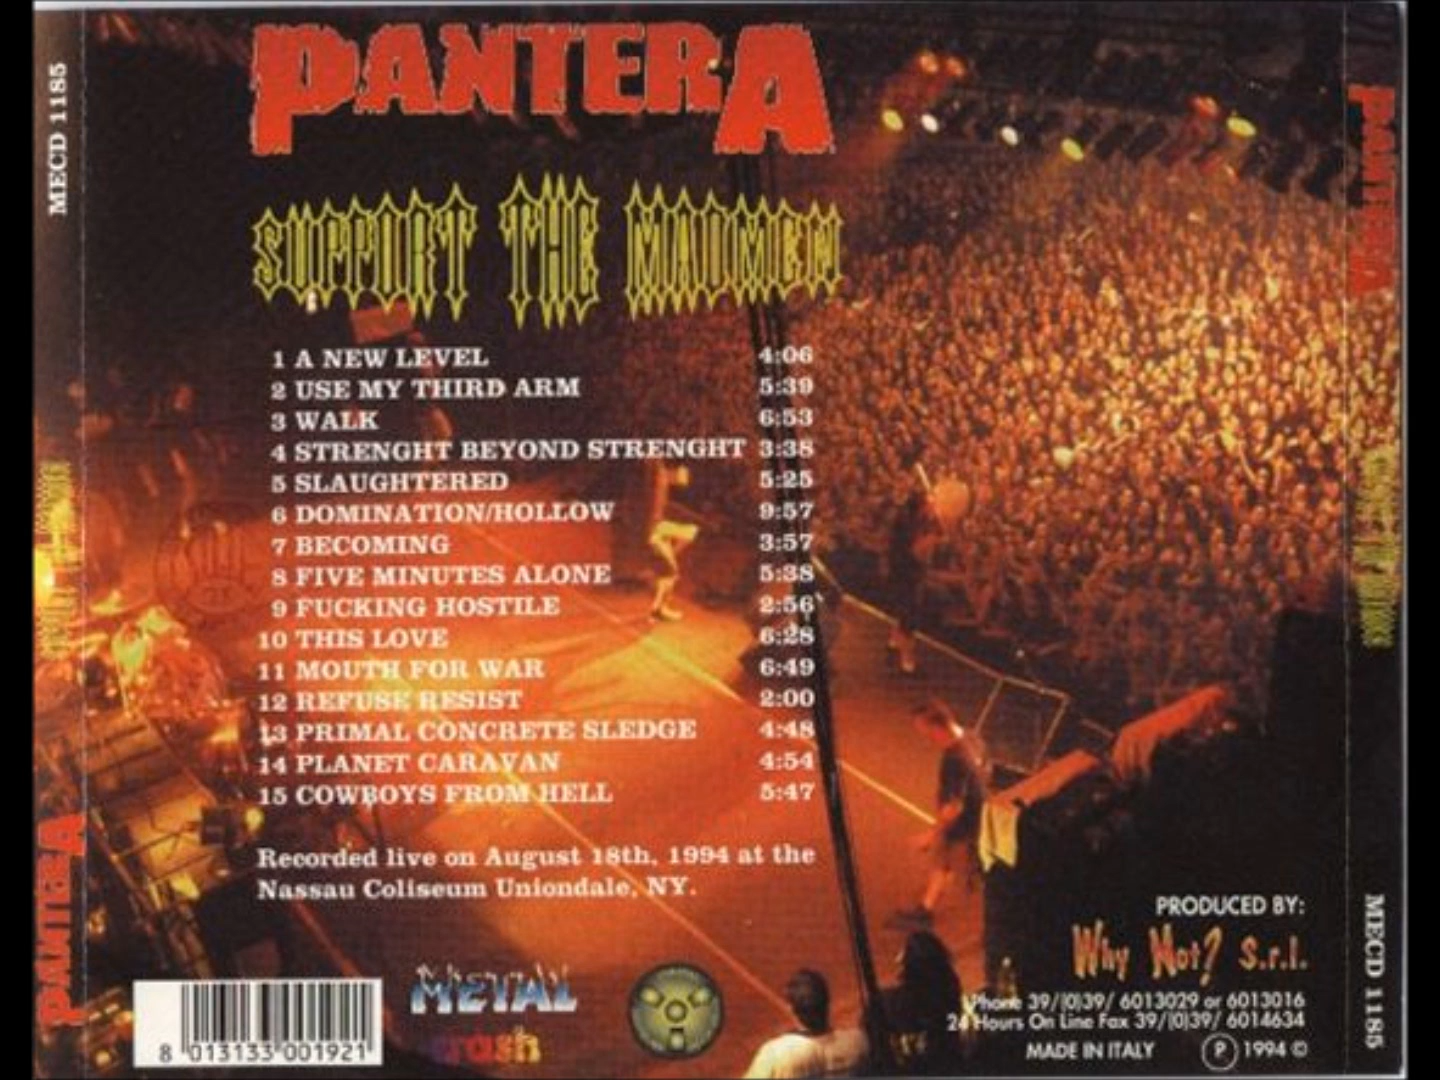 PANTERA
SUPPORT THE MADMEN
1 A NEW LEVEL 4:06
2 USE MY THIRD ARM 5:39
3 WALK 6:53
4 STRENGHT BEYOND STRENGHT 3:38
5 SLAUGHTERED 5:25
6 DOMINATION/HOLLOW 9:57
7 BECOMING 3:57
8 FIVE MINUTES ALONE 5:38
9 FUCKING HOSTILE 2:56
10 THIS LOVE 6:28
11 MOUTH FOR WAR 6:49
12 REFUSE RESIST 2:00
13 PRIMAL CONCRETE SLEDGE 4:48
14 PLANET CARAVAN 4:54
15 COWBOYS FROM HELL 5:47
Recorded live on August 18th, 1994 at the
Nassau Coliseum Uniondale, NY.
METAL
crash
8 013133 001921
PRODUCED BY:
Why Not? S.r.l.
Phone 39/(0)39/ 6013029 or 6013016
24 Hours On Line Fax 39/(0)39/ 6014634
MADE IN ITALY Ⓟ 1994 ©
MECD 1185
PANTERA
PANTERA
SUPPORT THE MADMEN
MECD 1185